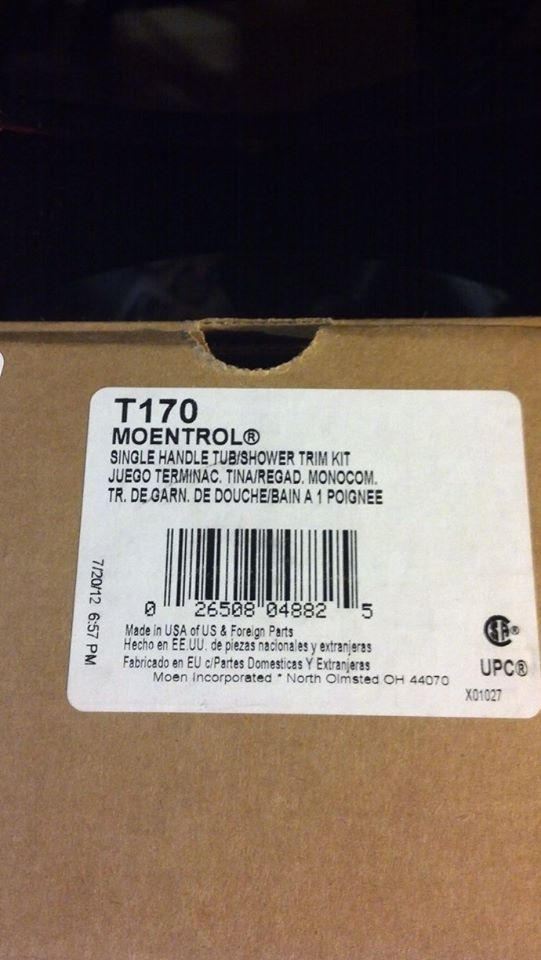 T170
MOENTROL®
SINGLE HANDLE TUB/SHOWER TRIM KIT
JUEGO TERMINAC. TINA/REGAD. MONOCOM.
TR. DE GARN. DE DOUCHE/BAIN A 1 POIGNEE
0 26508 04882 5
7/20/12 6:57 PM
Made in USA of US & Foreign Parts
Hecho en EE.UU. de piezas nacionales y extranjeras
Fabricado en EU c/Partes Domesticas Y Extranjeras
Moen Incorporated * North Olmsted OH 44070
®
UPC®
X01027